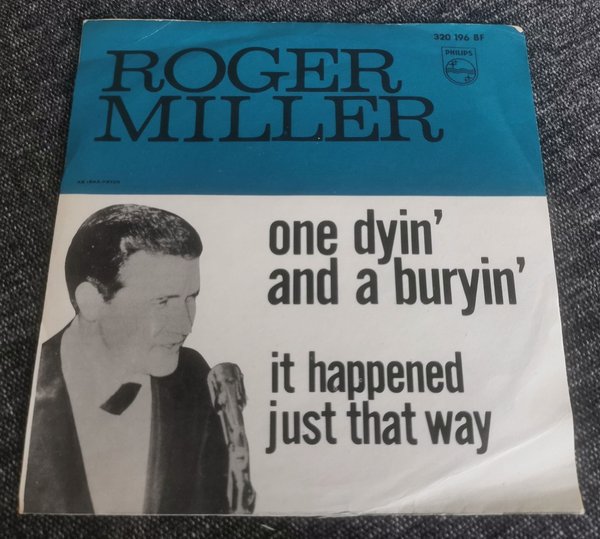 320 196 BF
PHILIPS
ROGER
MILLER
one dyin'
and a buryin'
it happened
just that way